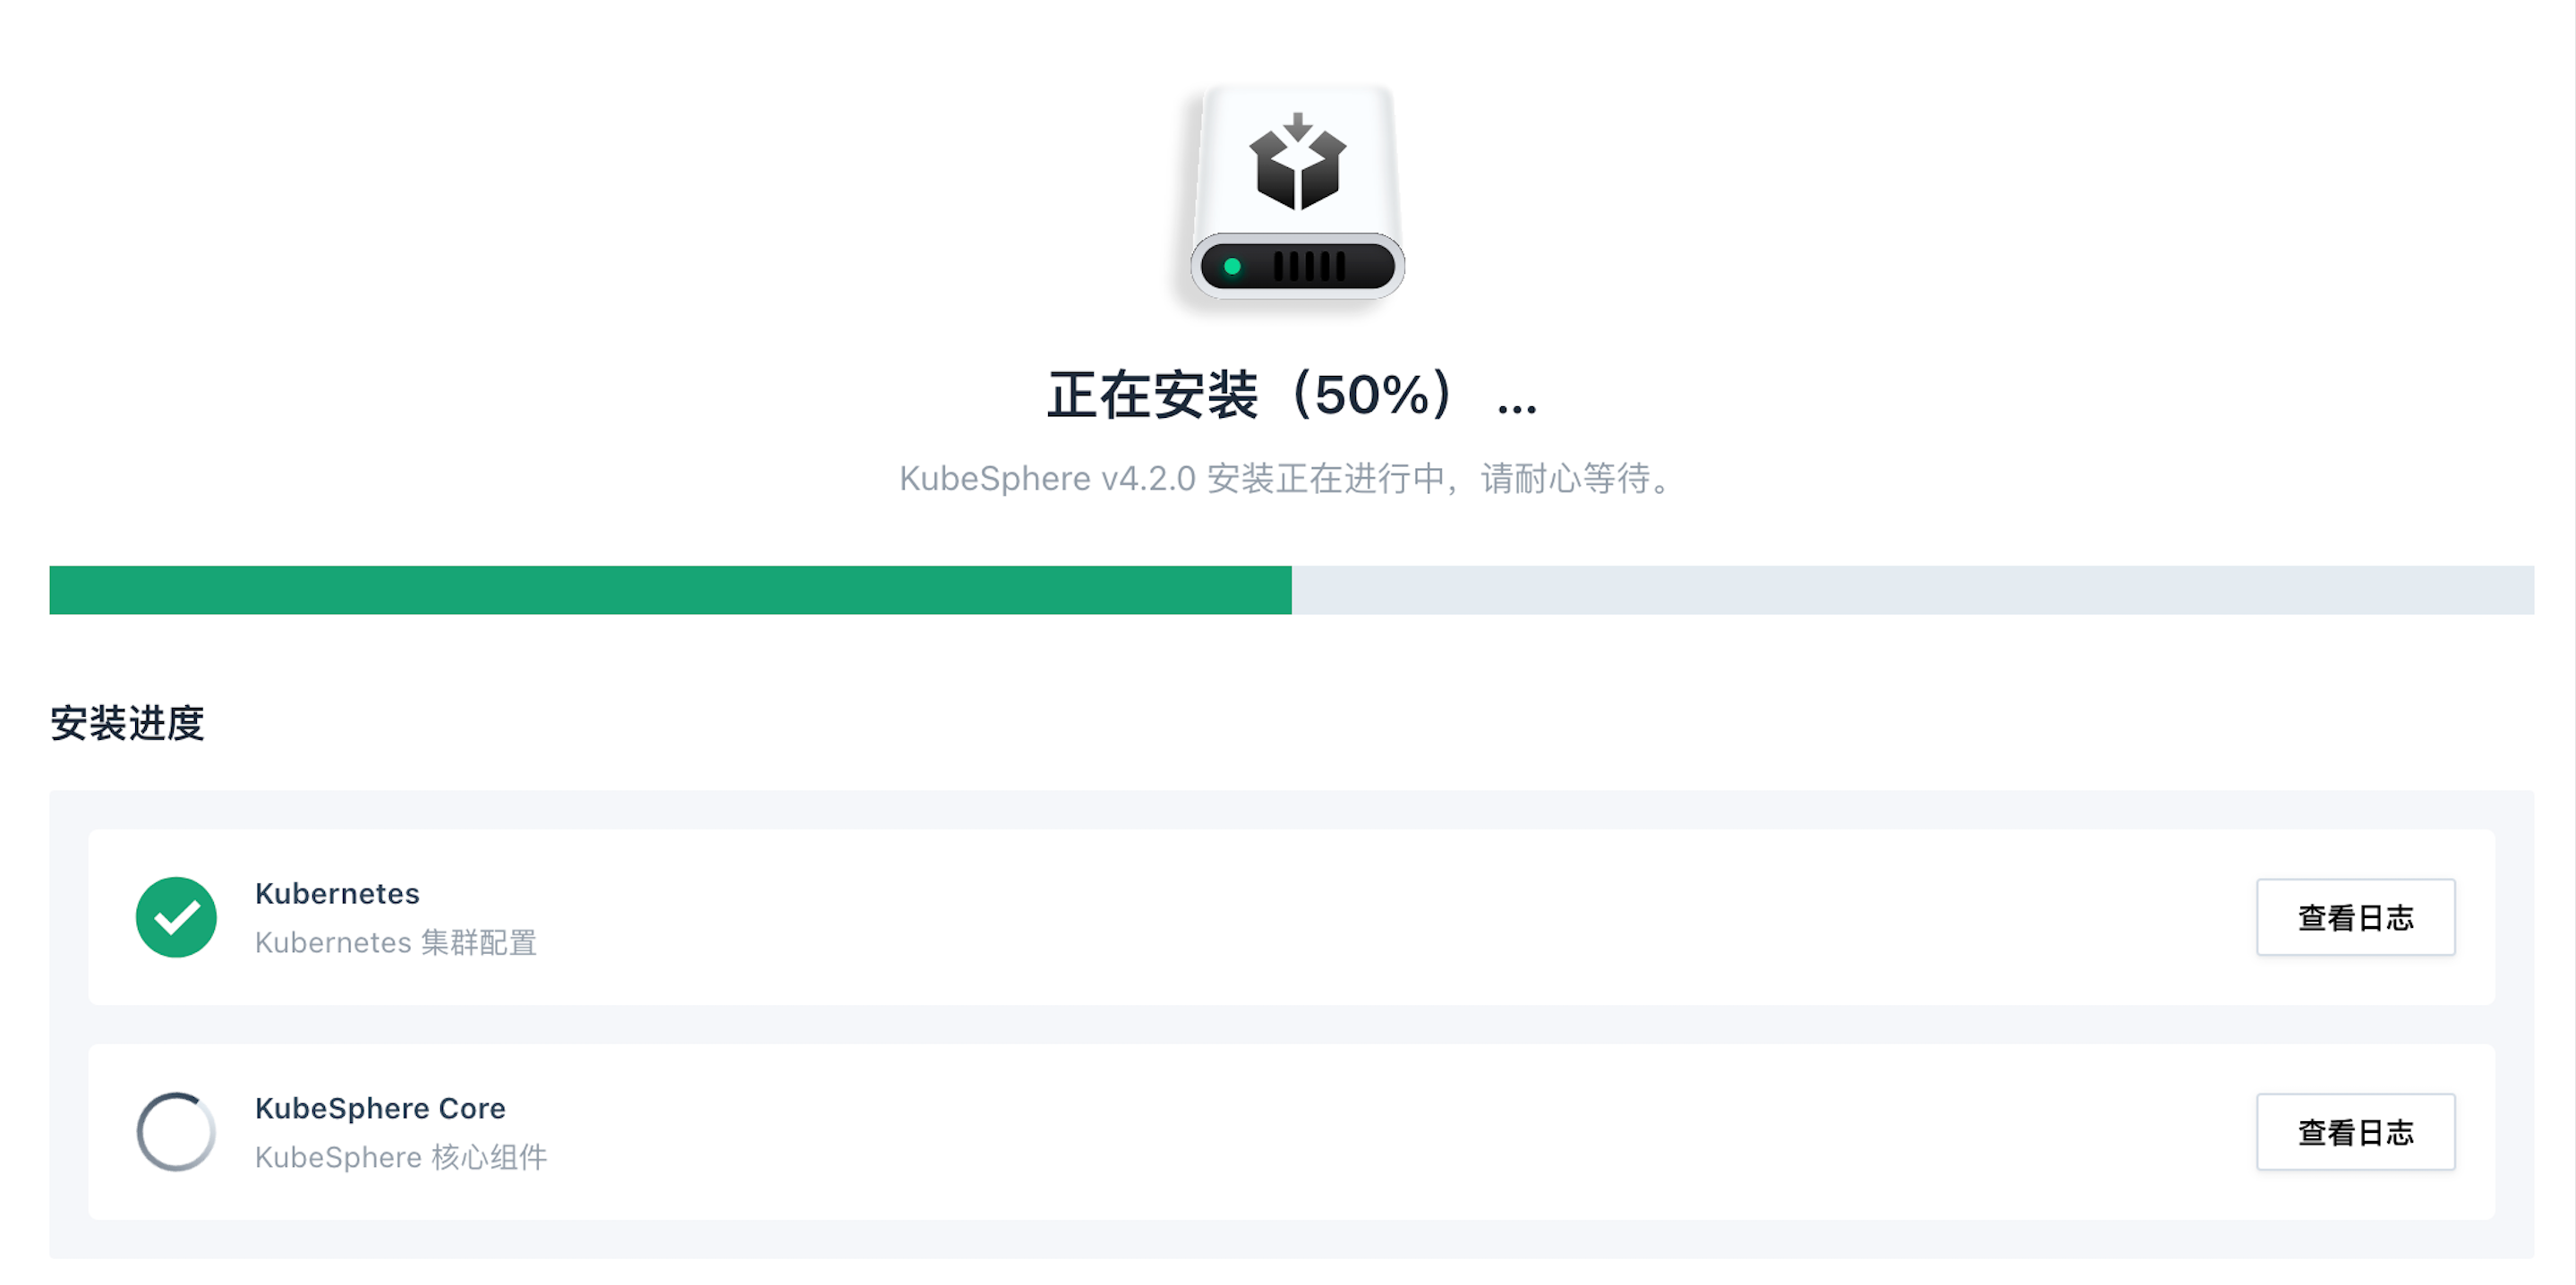 正在安装（50%） ...
KubeSphere v4.2.0 安装正在进行中，请耐心等待。
安装进度
Kubernetes
Kubernetes 集群配置
查看日志
KubeSphere Core
KubeSphere 核心组件
查看日志